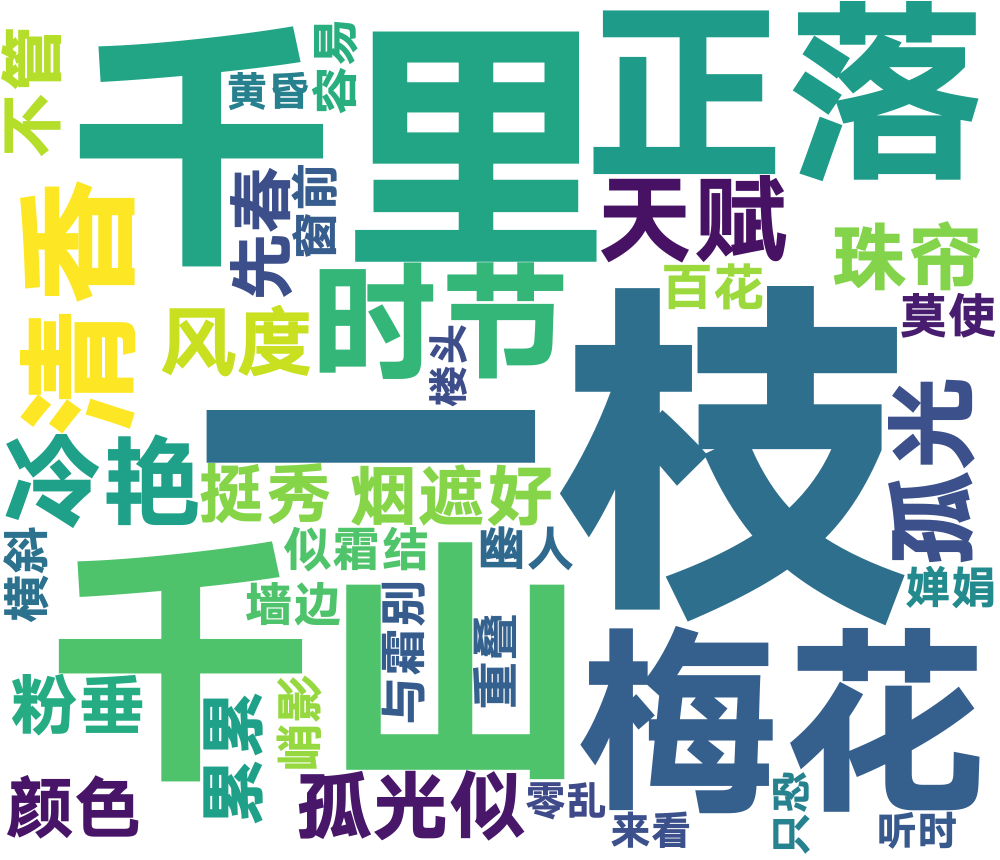 不管
千里
黄昏
容易
正落
清香
先春
窗前
天赋
百花
珠帘
莫使
风度
时节
楼头
一枝
孤光
冷艳
挺秀
烟遮好
似霜结
幽人
横斜
墙边
与霜别
重叠
婵娟
千山
梅花
粉垂
累累
峭影
颜色
孤光似
零乱
来看
只恐
听时